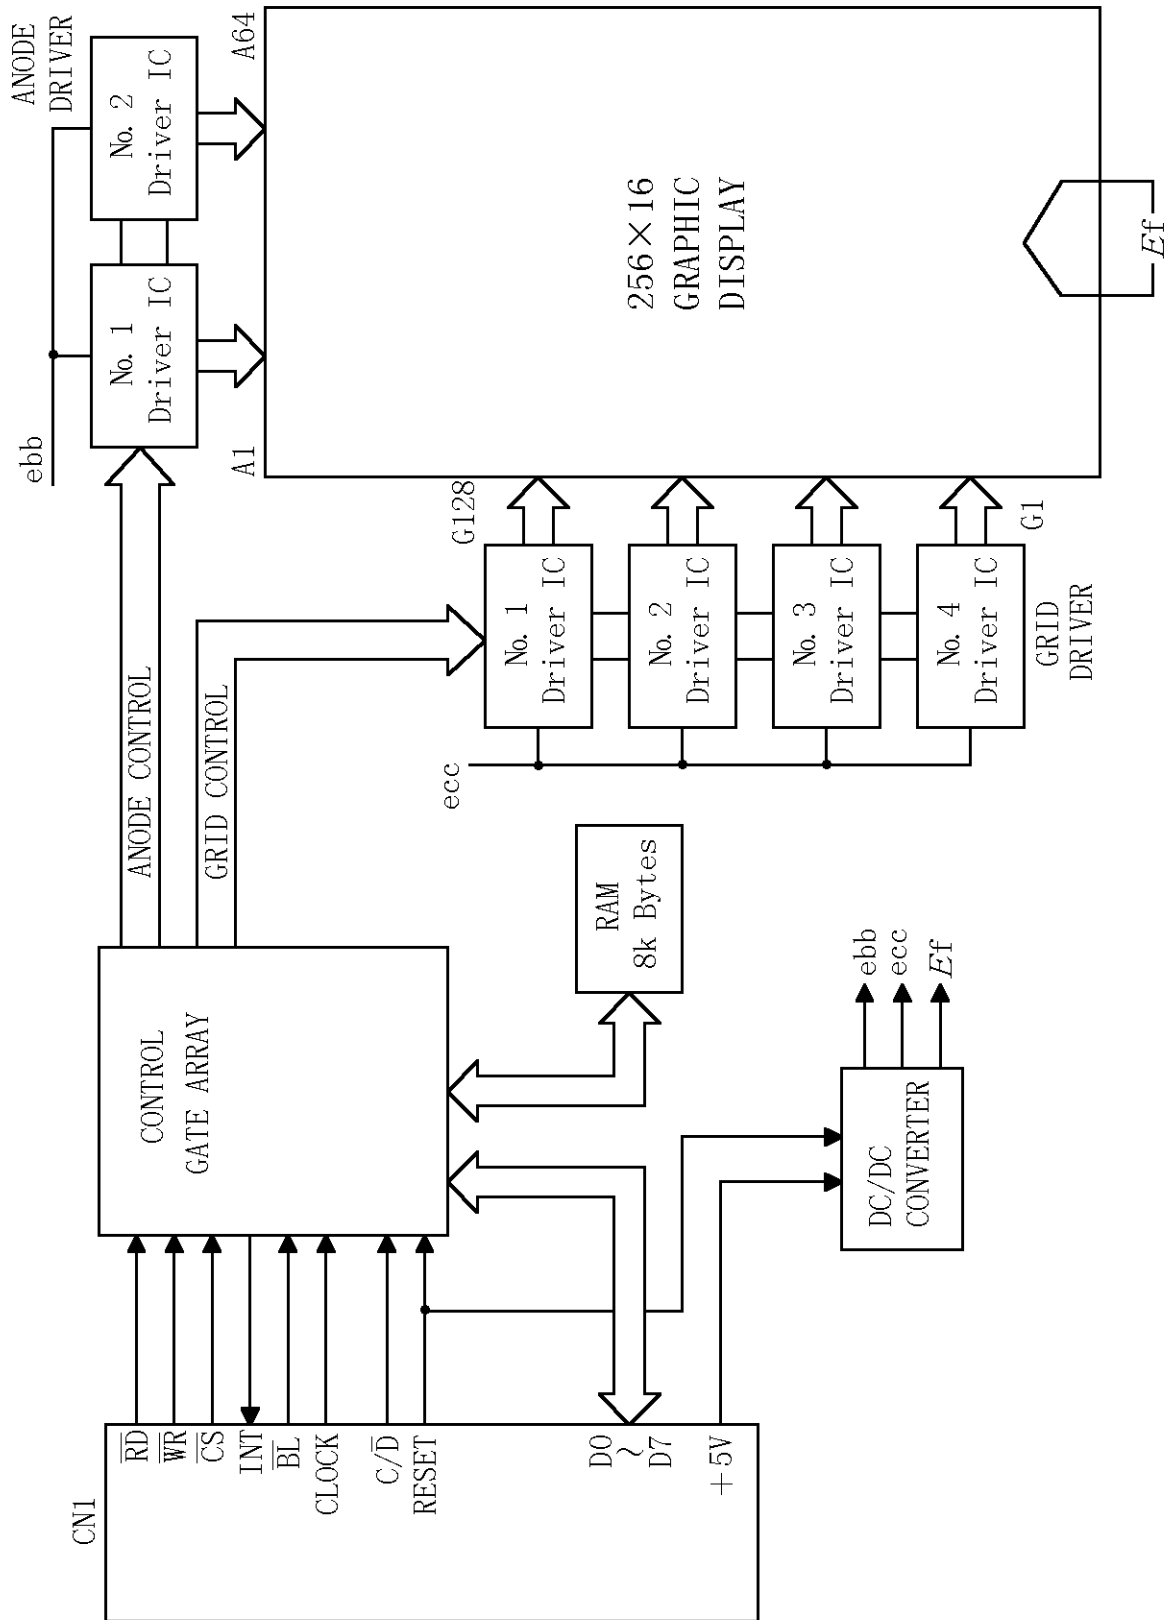 CN1
RD
WR
CS
INT
BL
CLOCK
C/D
RESET
D0
~
D7
+5V
CONTROL
GATE ARRAY
RAM
8k Bytes
DC/DC
CONVERTER
ebb
ecc
Ef
ANODE CONTROL
GRID CONTROL
ecc
No. 1
Driver IC
No. 2
Driver IC
No. 3
Driver IC
No. 4
Driver IC
GRID
DRIVER
G128
G1
ebb
No. 1
Driver IC
No. 2
Driver IC
ANODE
DRIVER
A1
A64
256×16
GRAPHIC
DISPLAY
Ef